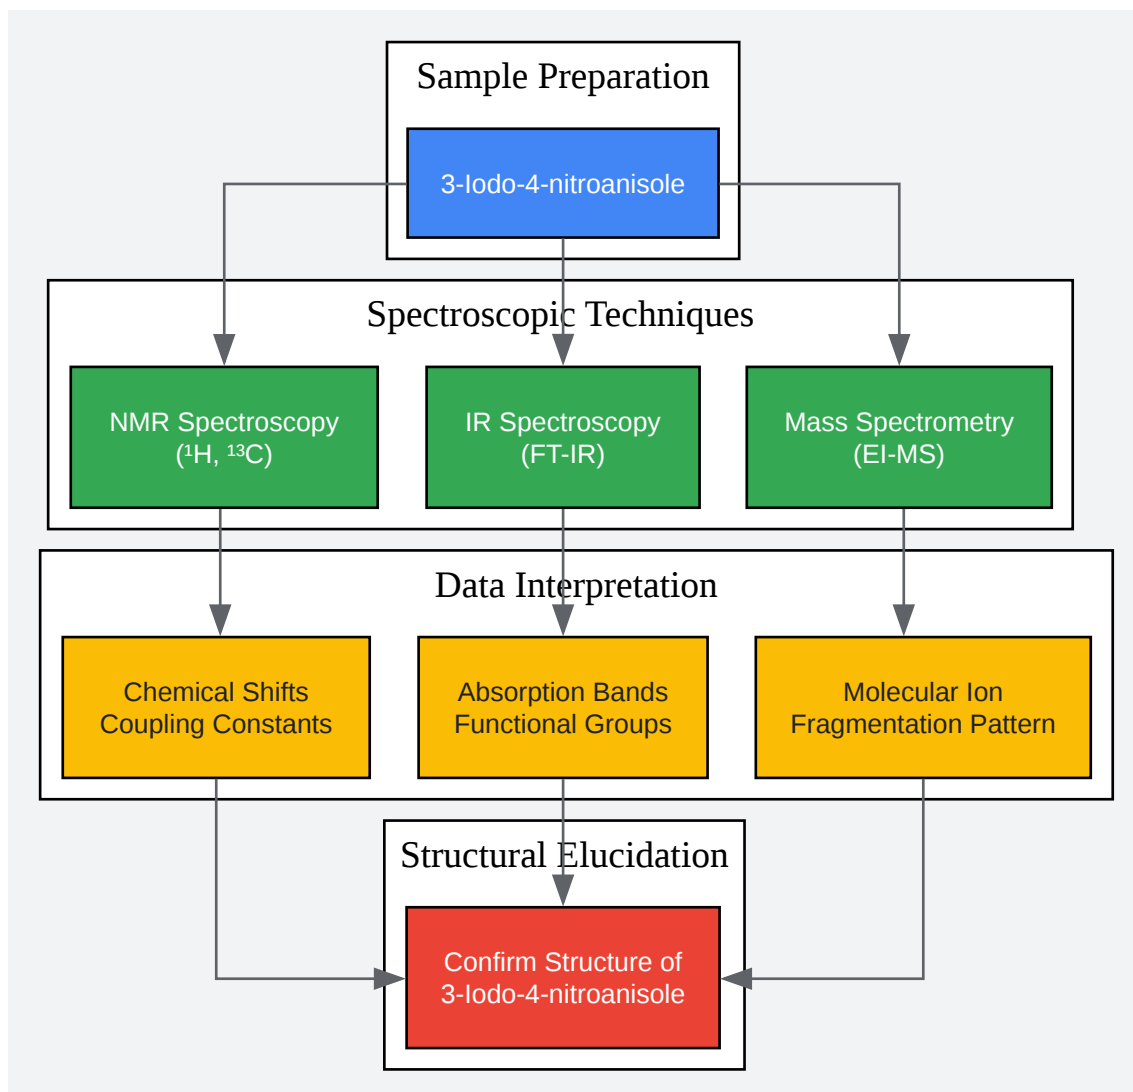 Sample Preparation
3-Iodo-4-nitroanisole
Spectroscopic Techniques
NMR Spectroscopy
(¹H, ¹³C)
IR Spectroscopy
(FT-IR)
Mass Spectrometry
(EI-MS)
Data Interpretation
Chemical Shifts
Coupling Constants
Absorption Bands
Functional Groups
Molecular Ion
Fragmentation Pattern
Structural Elucidation
Confirm Structure of
3-Iodo-4-nitroanisole